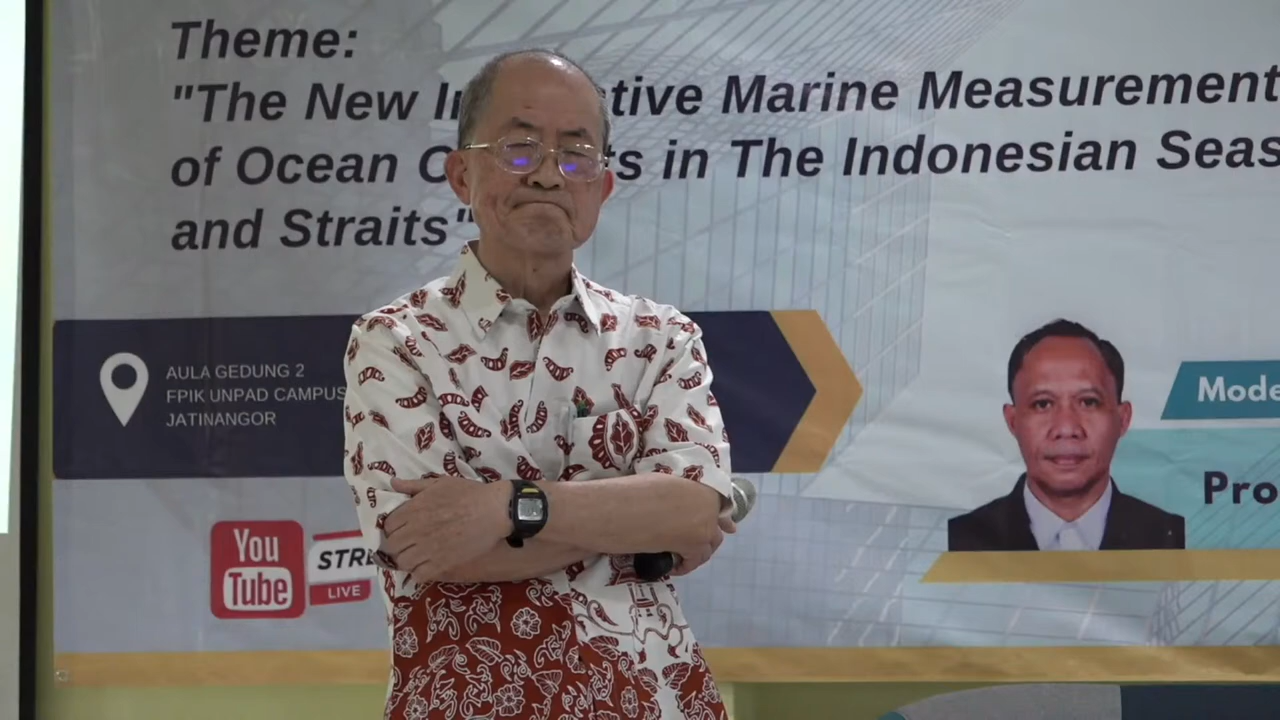 Theme:
"The New In tive Marine Measurement
of Ocean C ts in The Indonesian Seas
and Straits"
AULA GEDUNG 2
FPIK UNPAD CAMPUS
JATINANGOR
Mode
Pro
You
Tube
STRE
LIVE